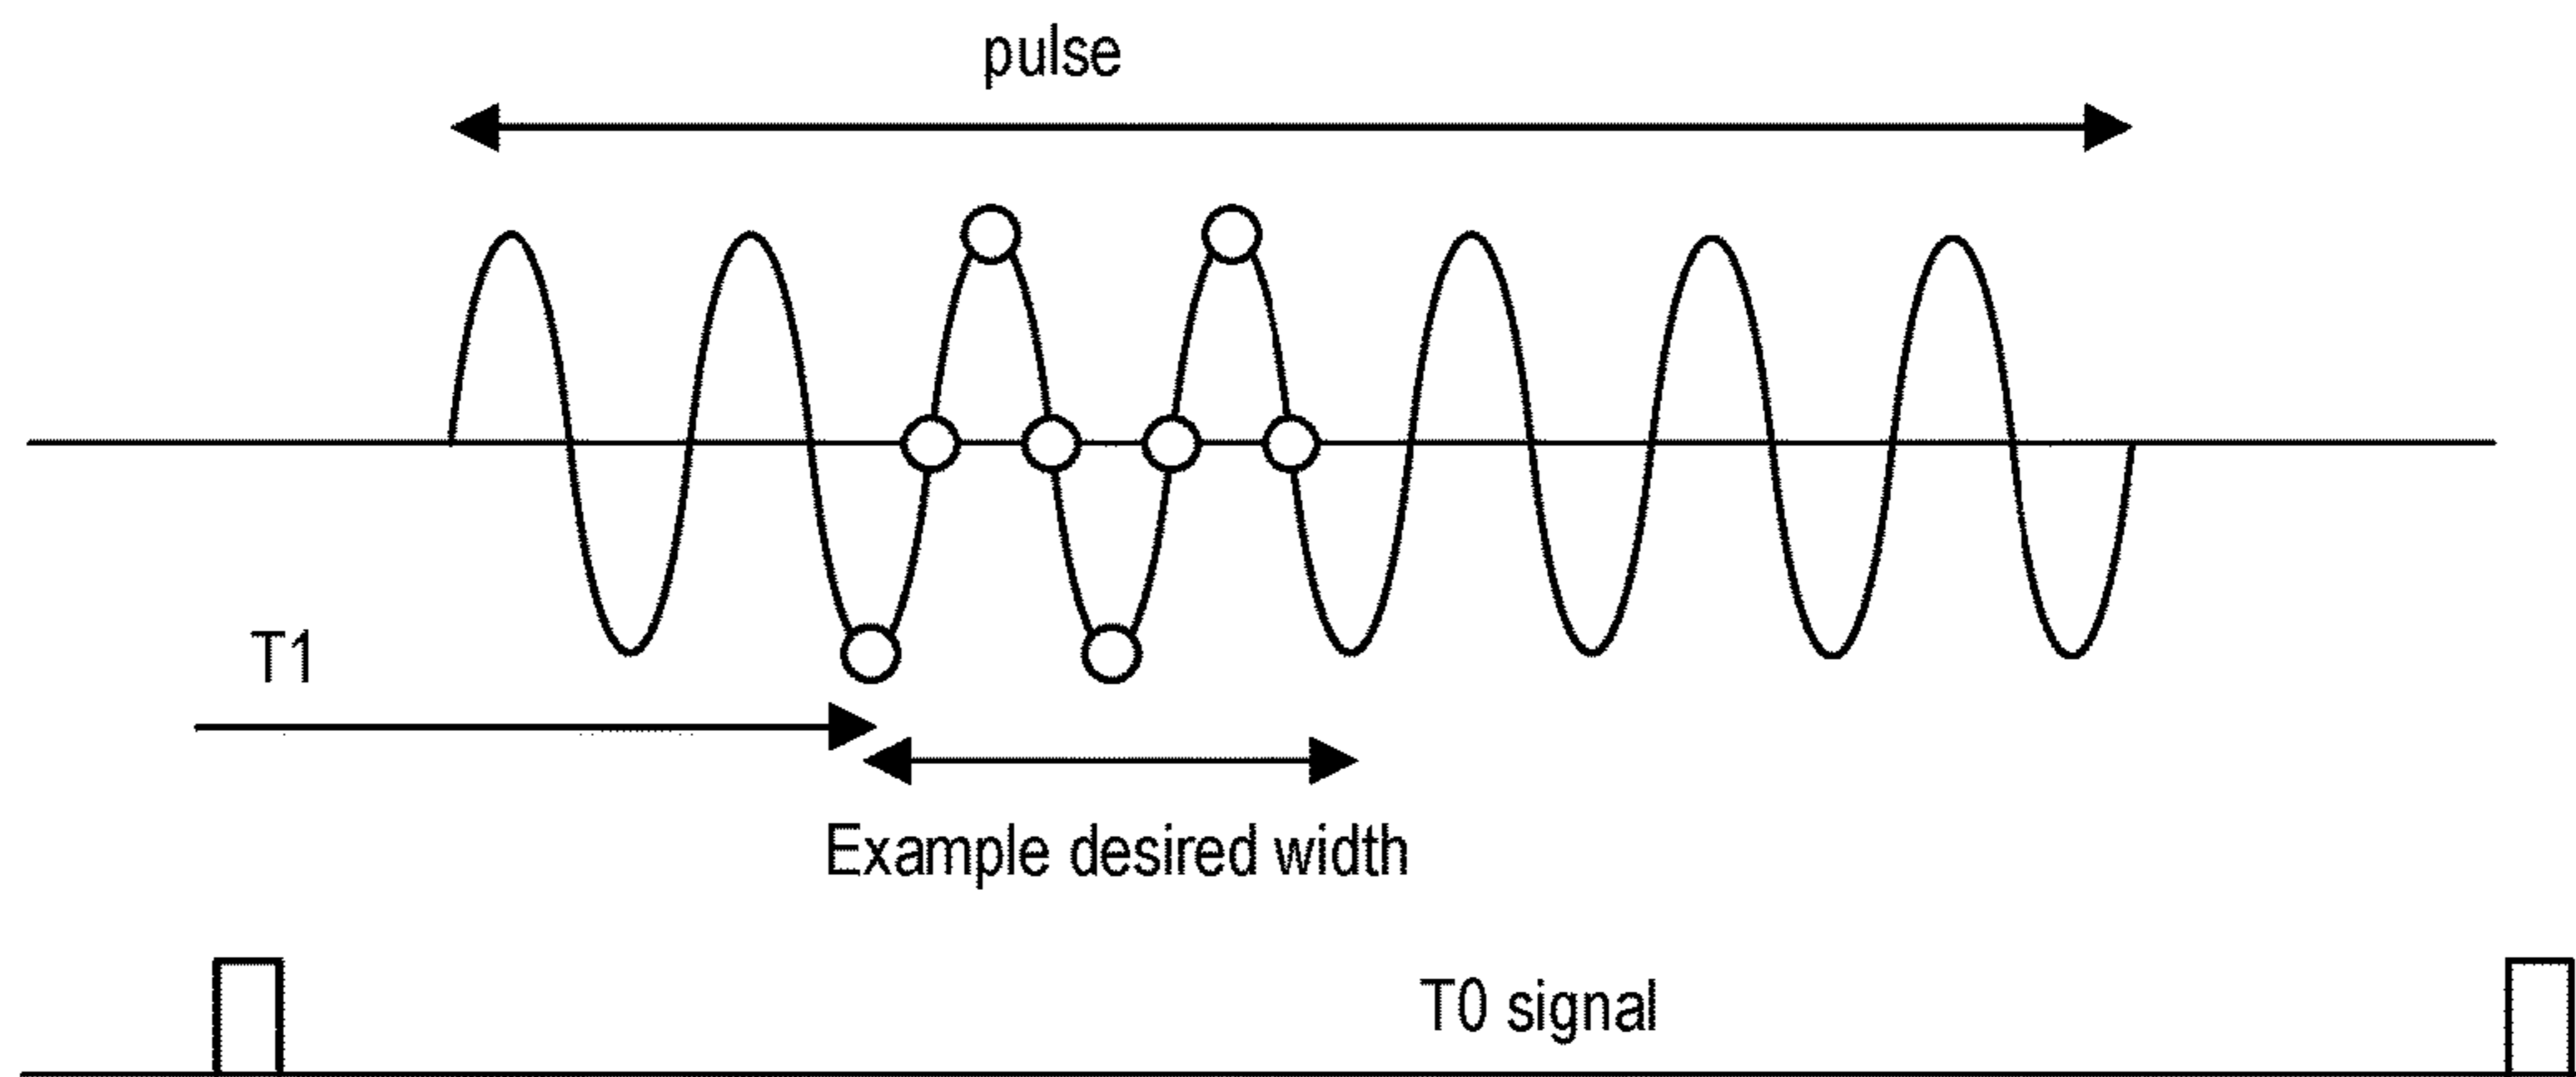 pulse
T1
Example desired width
T0 signal